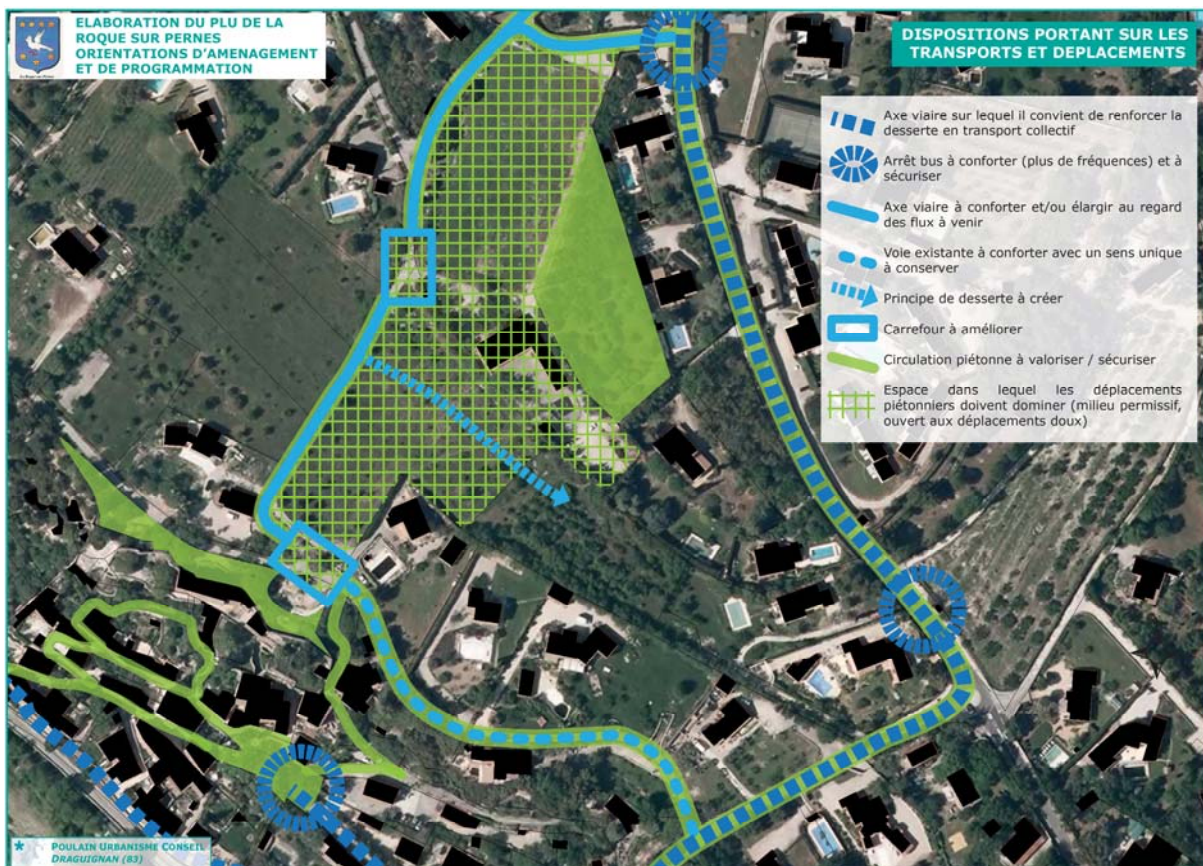 ELABORATION DU PLU DE LA
ROQUE SUR PERNES
ORIENTATIONS D'AMENAGEMENT
ET DE PROGRAMMATION
DISPOSITIONS PORTANT SUR LES
TRANSPORTS ET DEPLACEMENTS
Axe viaire sur lequel il convient de renforcer la
desserte en transport collectif
Arrêt bus à conforter (plus de fréquences) et à
sécuriser
Axe viaire à conforter et/ou élargir au regard
des flux à venir
Voie existante à conforter avec un sens unique
à conserver
Principe de desserte à créer
Carrefour à améliorer
Circulation piétonne à valoriser / sécuriser
Espace dans lequel les déplacements
piétonniers doivent dominer (milieu permissif,
ouvert aux déplacements doux)
* POULAIN URBANISME CONSEIL
DRAGUIGNAN (83)